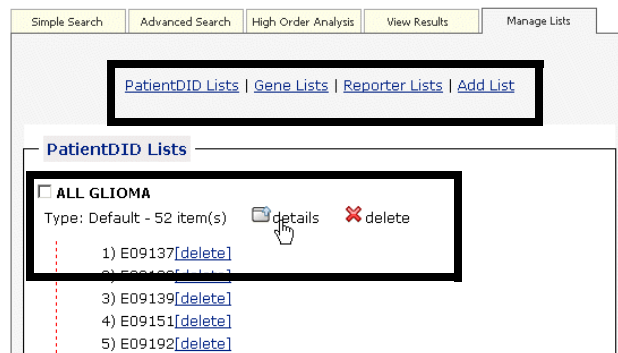 Simple Search Advanced Search High Order Analysis View Results Manage Lists
PatientDID Lists | Gene Lists | Reporter Lists | Add List
PatientDID Lists
ALL GLIOMA
Type: Default - 52 item(s) details delete
1) E09137[delete]
[delete]
3) E09139[delete]
4) E09151[delete]
5) E09192[delete]